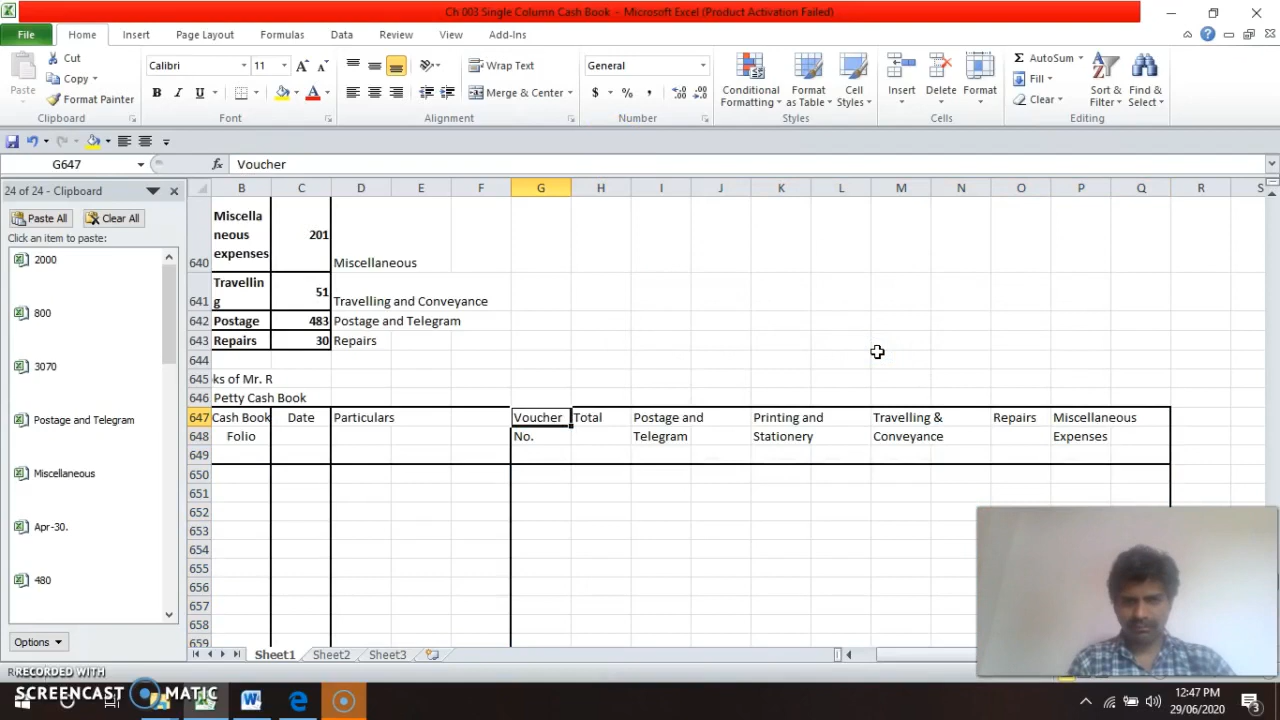 Ch 003 Single Column Cash Book - Microsoft Excel (Product Activation Failed)
File Home Insert Page Layout Formulas Data Review View Add-Ins
Paste
Cut
Copy
Format Painter
Calibri 11
B I U
A A
Wrap Text
Merge & Center
General
$ % ,
Conditional Formatting
Format as Table
Cell Styles
Insert
Delete
Format
Σ AutoSum
Fill
Clear
Sort & Filter
Find & Select
Clipboard Font Alignment Number Styles Cells Editing
G647 fx Voucher
24 of 24 - Clipboard
Paste All Clear All
Click an item to paste:
2000
800
3070
Postage and Telegram
Miscellaneous
Apr-30.
480
Options
B C D E F G H I J K L M N O P Q R S
640 Miscella
neous
expenses 201 Miscellaneous
641 Travellin
g 51 Travelling and Conveyance
642 Postage 483 Postage and Telegram
643 Repairs 30 Repairs
644
645 ks of Mr. R
646 Petty Cash Book
647 Cash Book Date Particulars Voucher Total Postage and Printing and Travelling & Repairs Miscellaneous
648 Folio No. Telegram Stationery Conveyance Expenses
649
650
651
652
653
654
655
656
657
658
659
Sheet1 Sheet2 Sheet3
RECORDED WITH
SCREENCAST MATIC
12:47 PM
29/06/2020
3